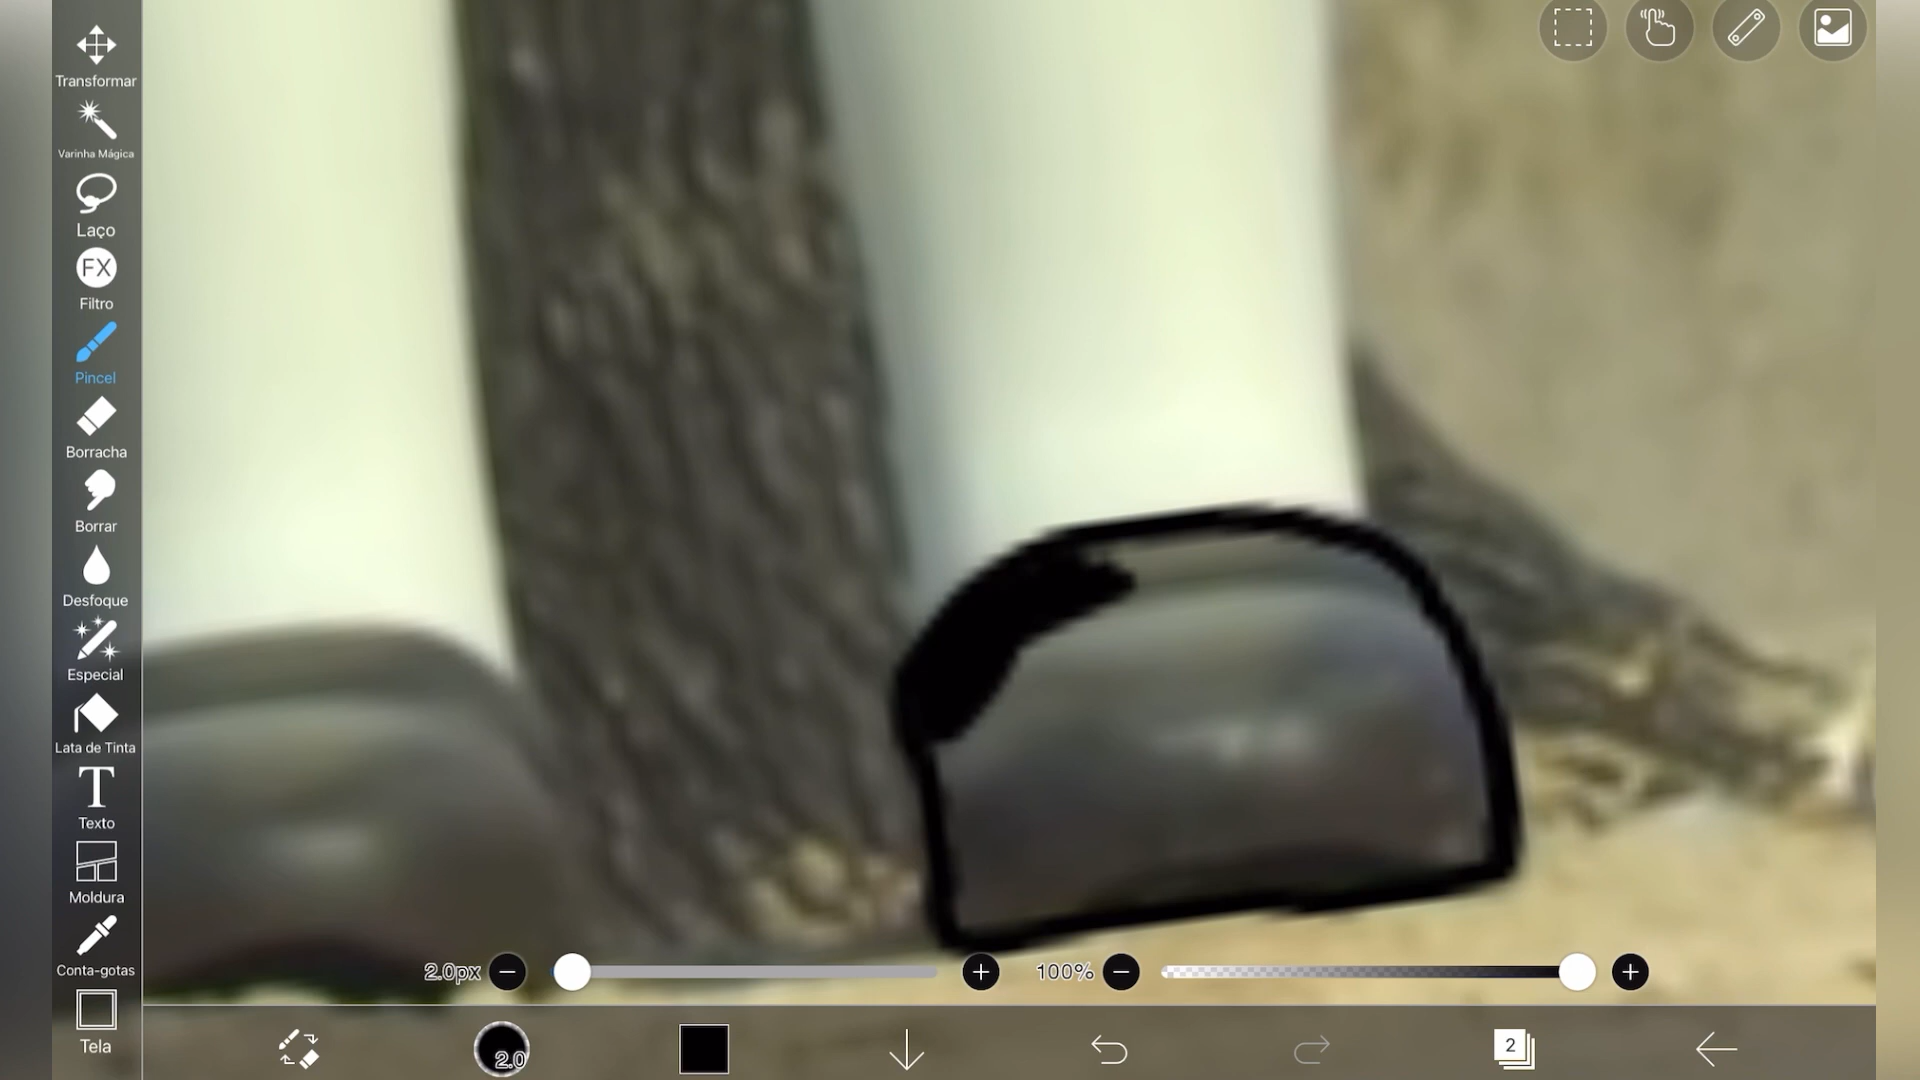 Transformar
Varinha Mágica
Laço
FX
Filtro
Pincel
Borracha
Borrar
Desfoque
Especial
Lata de Tinta
T
Texto
Moldura
Conta-gotas
Tela
2.0px
100%
2.0
2